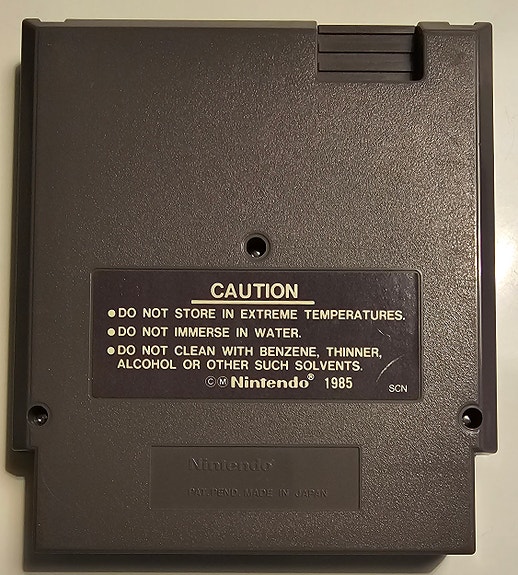 CAUTION
● DO NOT STORE IN EXTREME TEMPERATURES.
● DO NOT IMMERSE IN WATER.
● DO NOT CLEAN WITH BENZENE, THINNER,
ALCOHOL OR OTHER SUCH SOLVENTS.
©Ⓜ Nintendo® 1985 SCN
Nintendo®
PAT. PEND. MADE IN JAPAN